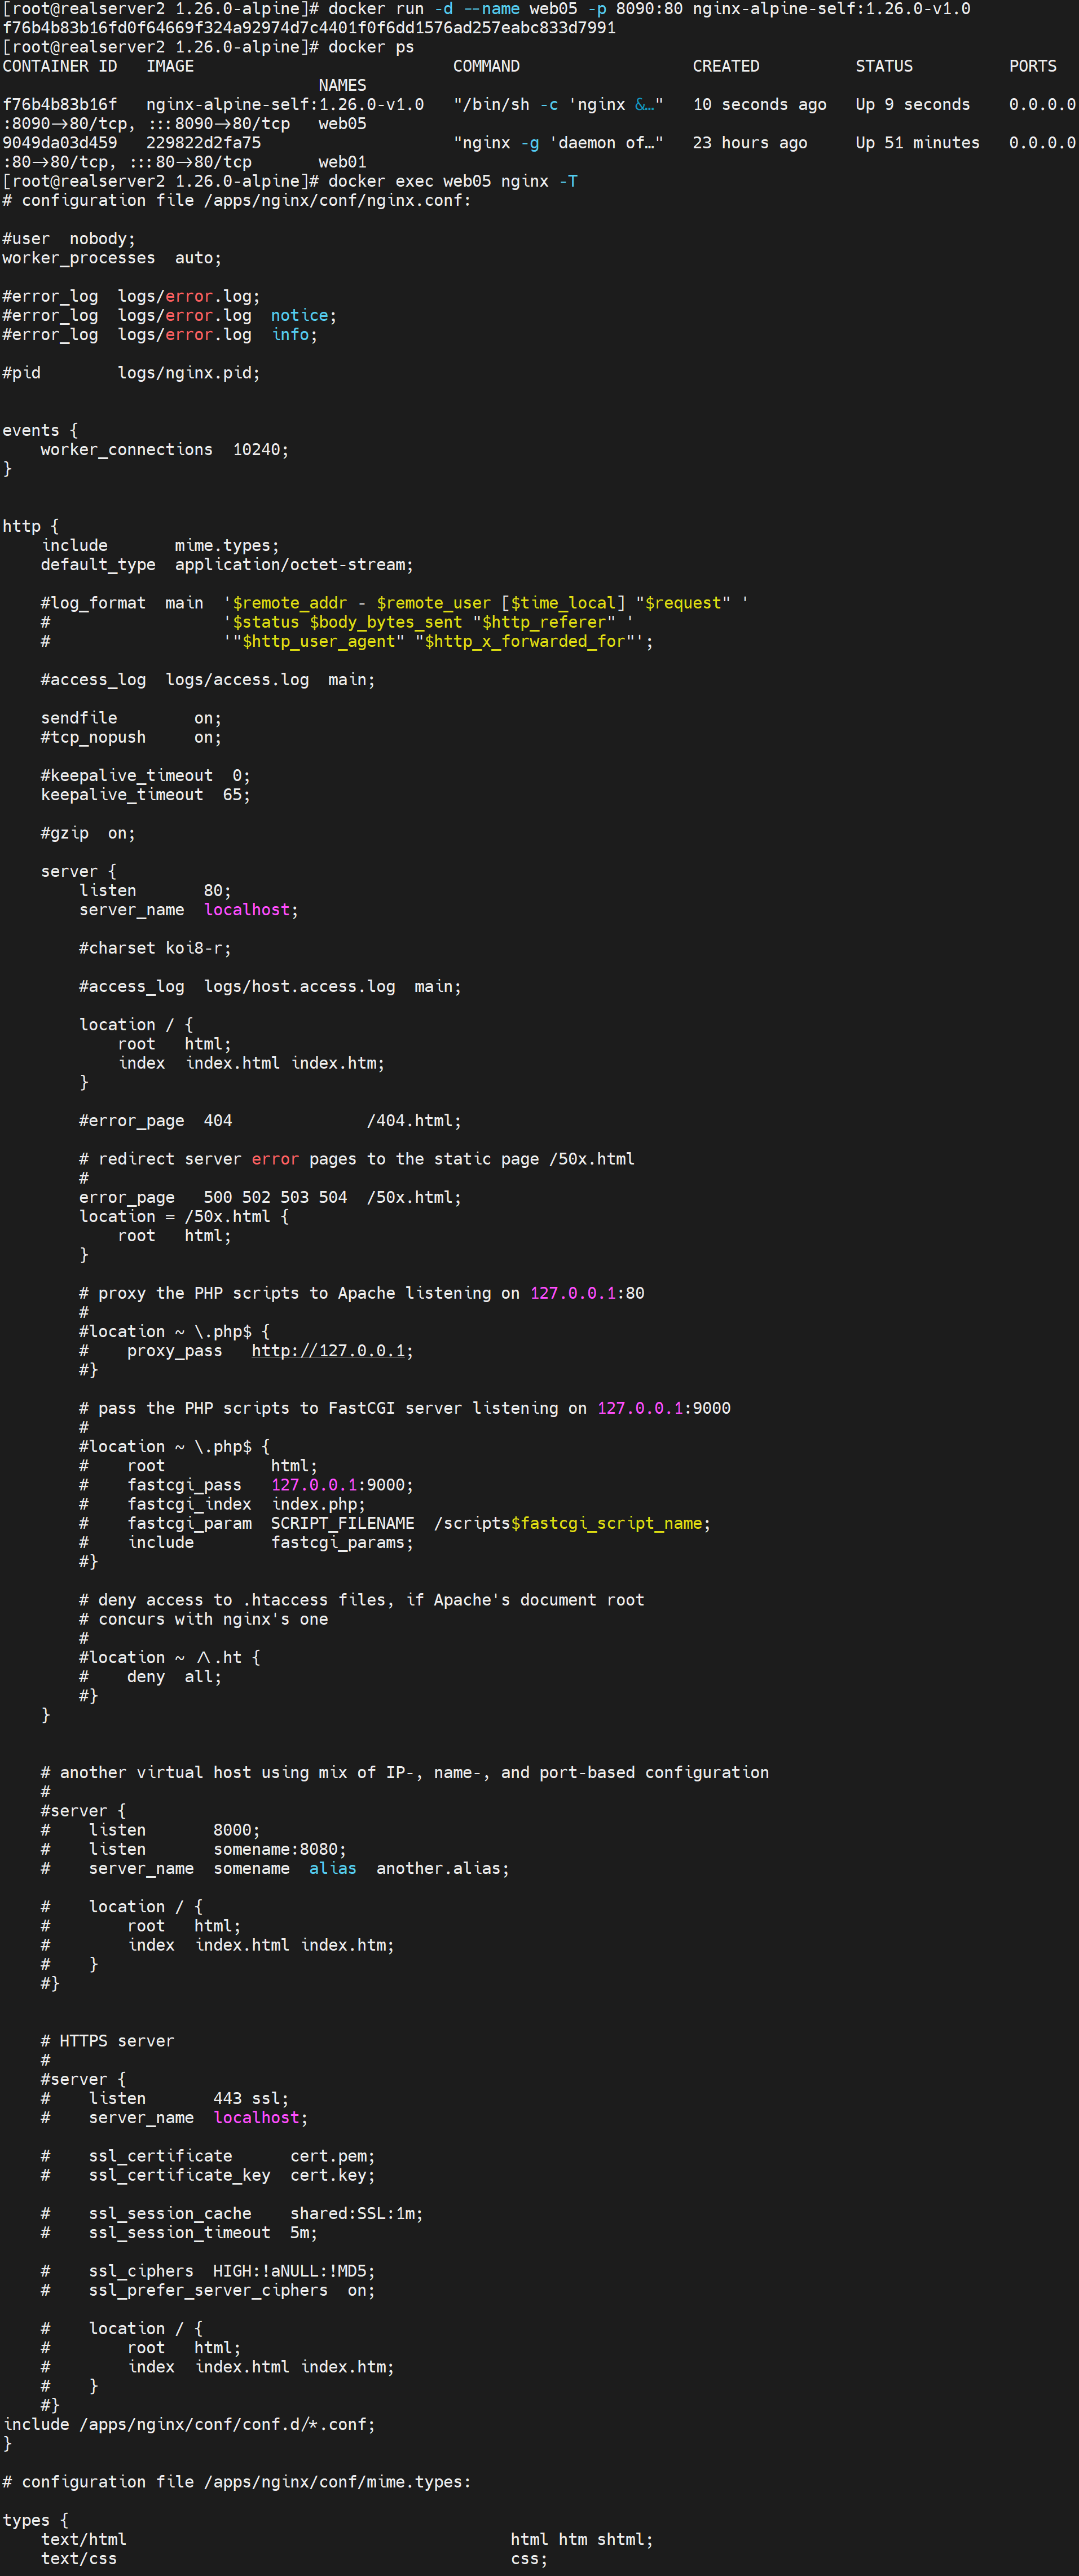 [root@realserver2 1.26.0-alpine]# docker run -d --name web05 -p 8090:80 nginx-alpine-self:1.26.0-v1.0
f76b4b83b16fd0f64669f324a92974d7c4401f0f6dd1576ad257eabc833d7991
[root@realserver2 1.26.0-alpine]# docker ps
CONTAINER ID   IMAGE                           COMMAND                  CREATED          STATUS          PORTS
                                 NAMES
f76b4b83b16f   nginx-alpine-self:1.26.0-v1.0   "/bin/sh -c 'nginx &…"   10 seconds ago   Up 9 seconds    0.0.0.0
:8090->80/tcp, :::8090->80/tcp   web05
9049da03d459   229822d2fa75                    "nginx -g 'daemon of…"   23 hours ago     Up 51 minutes   0.0.0.0
:80->80/tcp, :::80->80/tcp       web01
[root@realserver2 1.26.0-alpine]# docker exec web05 nginx -T
# configuration file /apps/nginx/conf/nginx.conf:

#user  nobody;
worker_processes  auto;

#error_log  logs/error.log;
#error_log  logs/error.log  notice;
#error_log  logs/error.log  info;

#pid        logs/nginx.pid;


events {
    worker_connections  10240;
}


http {
    include       mime.types;
    default_type  application/octet-stream;

    #log_format  main  '$remote_addr - $remote_user [$time_local] "$request" '
    #                  '$status $body_bytes_sent "$http_referer" '
    #                  '"$http_user_agent" "$http_x_forwarded_for"';

    #access_log  logs/access.log  main;

    sendfile        on;
    #tcp_nopush     on;

    #keepalive_timeout  0;
    keepalive_timeout  65;

    #gzip  on;

    server {
        listen       80;
        server_name  localhost;

        #charset koi8-r;

        #access_log  logs/host.access.log  main;

        location / {
            root   html;
            index  index.html index.htm;
        }

        #error_page  404              /404.html;

        # redirect server error pages to the static page /50x.html
        #
        error_page   500 502 503 504  /50x.html;
        location = /50x.html {
            root   html;
        }

        # proxy the PHP scripts to Apache listening on 127.0.0.1:80
        #
        #location ~ \.php$ {
        #    proxy_pass   http://127.0.0.1;
        #}

        # pass the PHP scripts to FastCGI server listening on 127.0.0.1:9000
        #
        #location ~ \.php$ {
        #    root           html;
        #    fastcgi_pass   127.0.0.1:9000;
        #    fastcgi_index  index.php;
        #    fastcgi_param  SCRIPT_FILENAME  /scripts$fastcgi_script_name;
        #    include        fastcgi_params;
        #}

        # deny access to .htaccess files, if Apache's document root
        # concurs with nginx's one
        #
        #location ~ /\.ht {
        #    deny  all;
        #}
    }


    # another virtual host using mix of IP-, name-, and port-based configuration
    #
    #server {
    #    listen       8000;
    #    listen       somename:8080;
    #    server_name  somename  alias  another.alias;

    #    location / {
    #        root   html;
    #        index  index.html index.htm;
    #    }
    #}


    # HTTPS server
    #
    #server {
    #    listen       443 ssl;
    #    server_name  localhost;

    #    ssl_certificate      cert.pem;
    #    ssl_certificate_key  cert.key;

    #    ssl_session_cache    shared:SSL:1m;
    #    ssl_session_timeout  5m;

    #    ssl_ciphers  HIGH:!aNULL:!MD5;
    #    ssl_prefer_server_ciphers  on;

    #    location / {
    #        root   html;
    #        index  index.html index.htm;
    #    }
    #}
include /apps/nginx/conf/conf.d/*.conf;
}

# configuration file /apps/nginx/conf/mime.types:

types {
    text/html                                        html htm shtml;
    text/css                                         css;